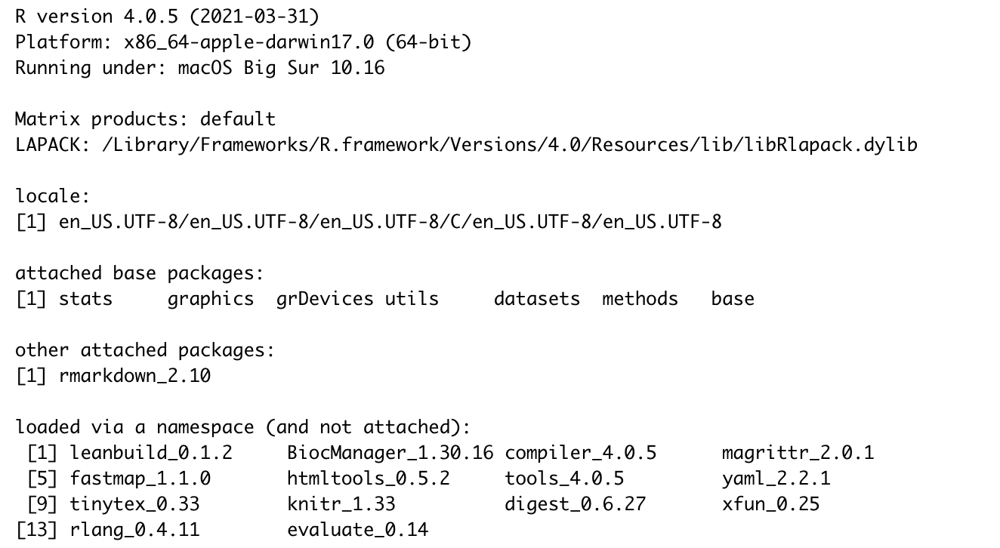 R version 4.0.5 (2021-03-31)
Platform: x86_64-apple-darwin17.0 (64-bit)
Running under: macOS Big Sur 10.16

Matrix products: default
LAPACK: /Library/Frameworks/R.framework/Versions/4.0/Resources/lib/libRlapack.dylib

locale:
[1] en_US.UTF-8/en_US.UTF-8/en_US.UTF-8/C/en_US.UTF-8/en_US.UTF-8

attached base packages:
[1] stats     graphics  grDevices utils     datasets  methods   base

other attached packages:
[1] rmarkdown_2.10

loaded via a namespace (and not attached):
 [1] leanbuild_0.1.2     BiocManager_1.30.16 compiler_4.0.5      magrittr_2.0.1
 [5] fastmap_1.1.0       htmltools_0.5.2     tools_4.0.5         yaml_2.2.1
 [9] tinytex_0.33        knitr_1.33          digest_0.6.27       xfun_0.25
[13] rlang_0.4.11        evaluate_0.14